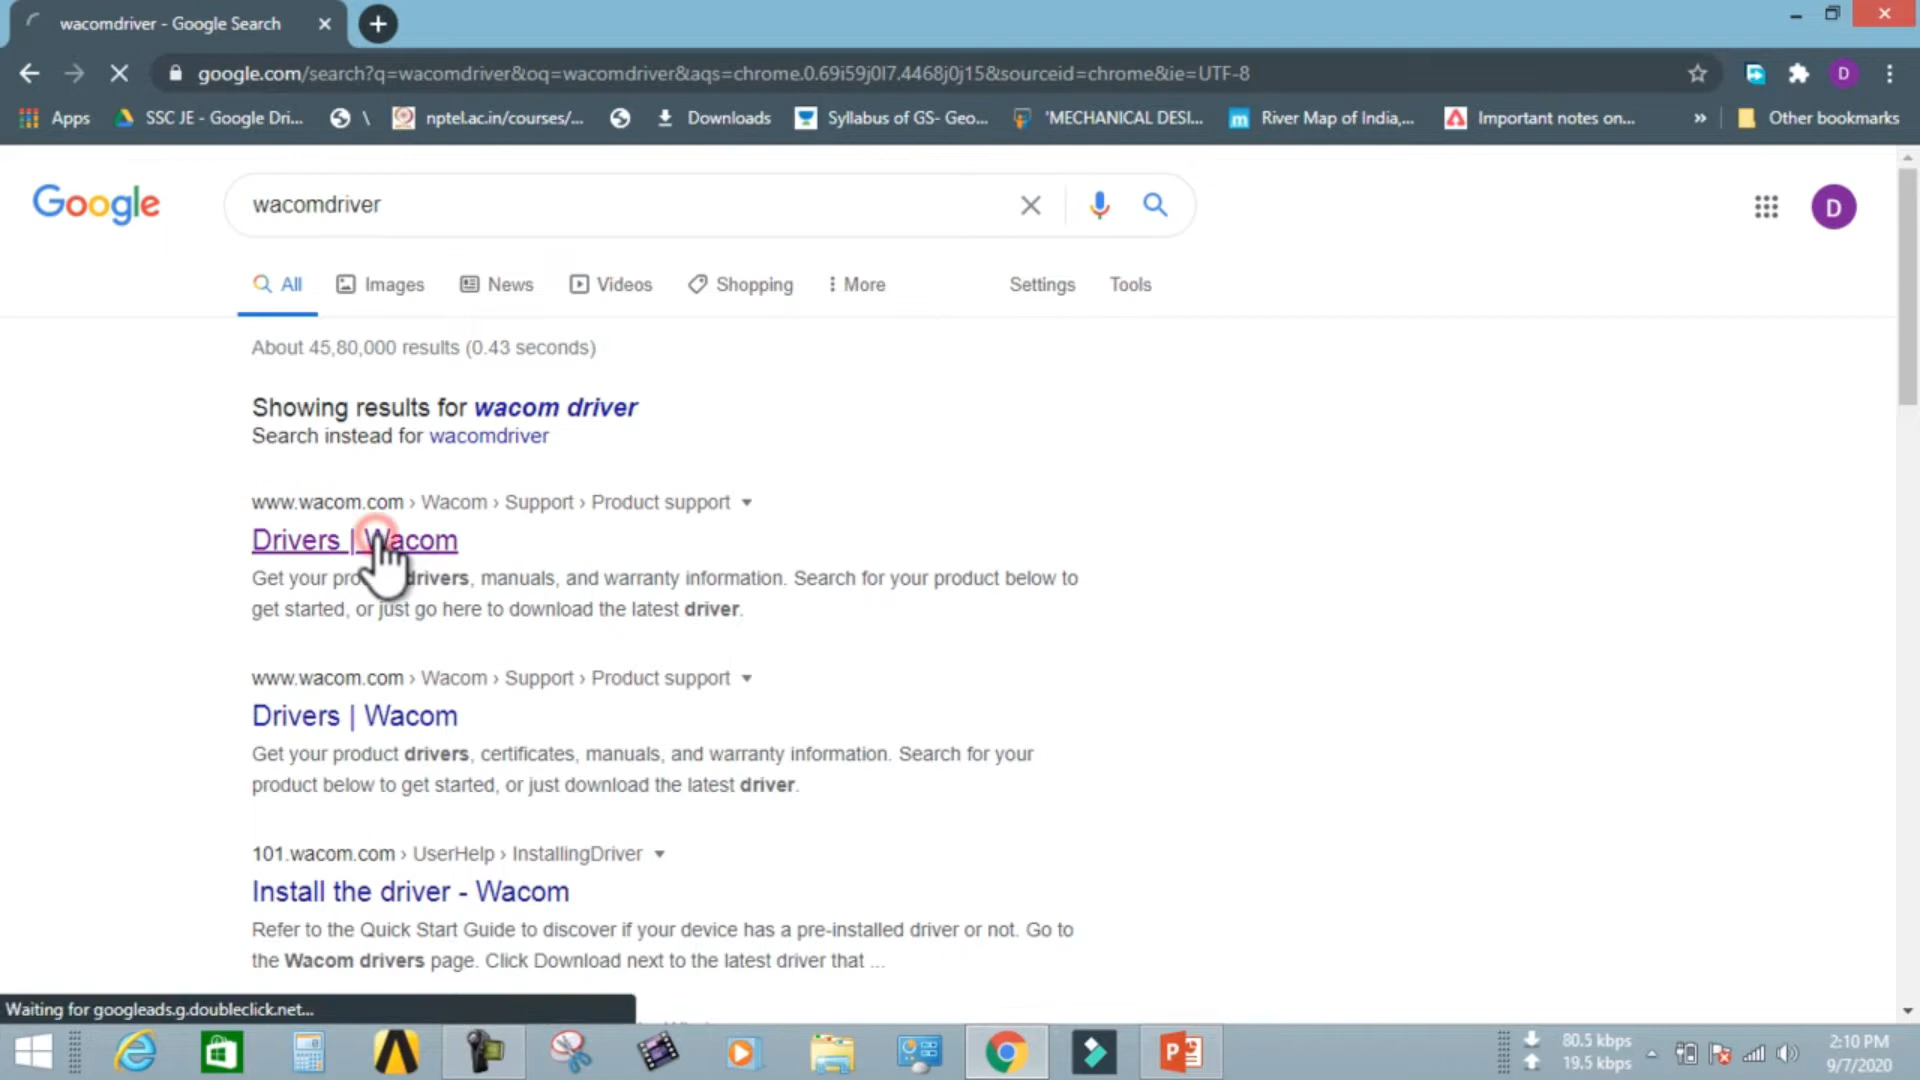 wacomdriver - Google Search
google.com/search?q=wacomdriver&oq=wacomdriver&aqs=chrome.0.69i59j0l7.4468j0j15&sourceid=chrome&ie=UTF-8
D
Apps
SSC JE - Google Dri...
\
nptel.ac.in/courses/...
Downloads
Syllabus of GS- Geo...
'MECHANICAL DESI...
m
River Map of India,...
Important notes on...
»
Other bookmarks
Google
wacomdriver
D
All
Images
News
Videos
Shopping
More
Settings
Tools
About 45,80,000 results (0.43 seconds)
Showing results for wacom driver
Search instead for wacomdriver
www.wacom.com › Wacom › Support › Product support
Drivers | Wacom
Get your drivers, manuals, and warranty information. Search for your product below to
get started, or just go here to download the latest driver.
www.wacom.com › Wacom › Support › Product support
Drivers | Wacom
Get your product drivers, certificates, manuals, and warranty information. Search for your
product below to get started, or just download the latest driver.
101.wacom.com › UserHelp › InstallingDriver
Install the driver - Wacom
Refer to the Quick Start Guide to discover if your device has a pre-installed driver or not. Go to
the Wacom drivers page. Click Download next to the latest driver that ...
Waiting for googleads.g.doubleclick.net...
80.5 kbps
19.5 kbps
2:10 PM
9/7/2020